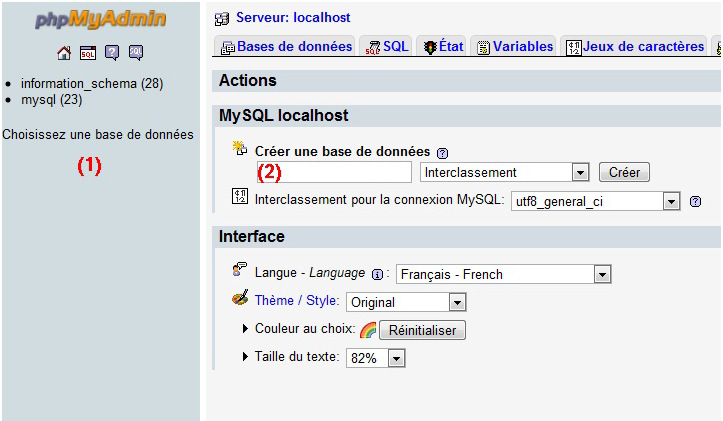 phpMyAdmin
SQL
SQL
information_schema (28)
mysql (23)
Choisissez une base de données
(1)
Serveur: localhost
Bases de données
SQL
État
Variables
Jeux de caractères
Actions
MySQL localhost
Créer une base de données
(2)
Interclassement
Créer
Interclassement pour la connexion MySQL:
utf8_general_ci
Interface
Langue - Language :
Français - French
Thème / Style:
Original
Couleur au choix:
Réinitialiser
Taille du texte:
82%